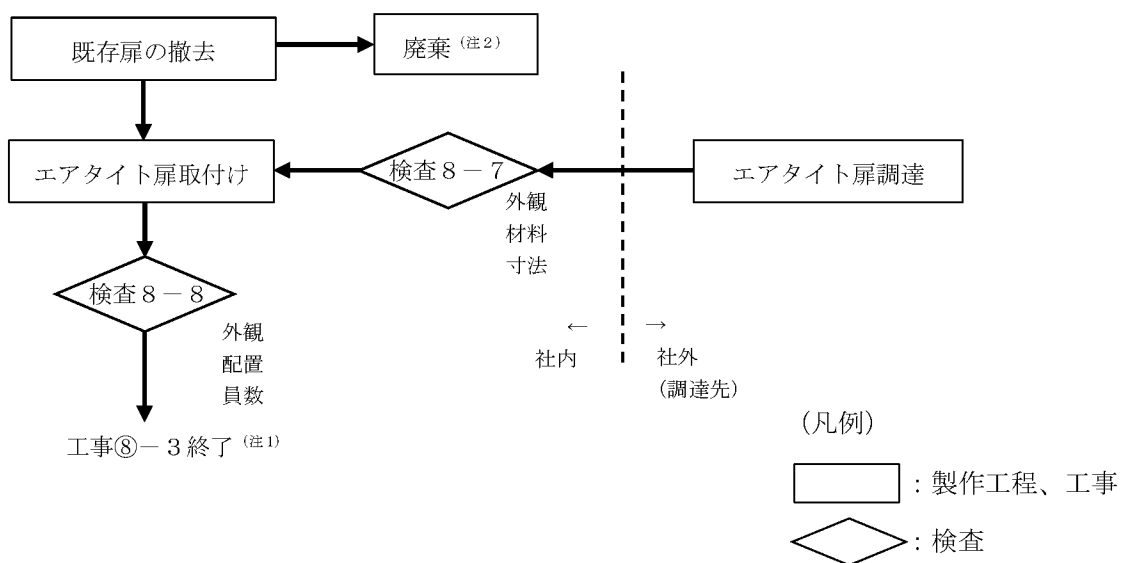 既存扉の撤去
廃棄（注２）
エアタイト扉取付け
検査８－７
エアタイト扉調達
外観
材料
寸法
検査８－８
外観
配置
員数
←
社内
→
社外
（調達先）
工事⑧－３終了（注１）
（凡例）
：製作工程、工事
：検査